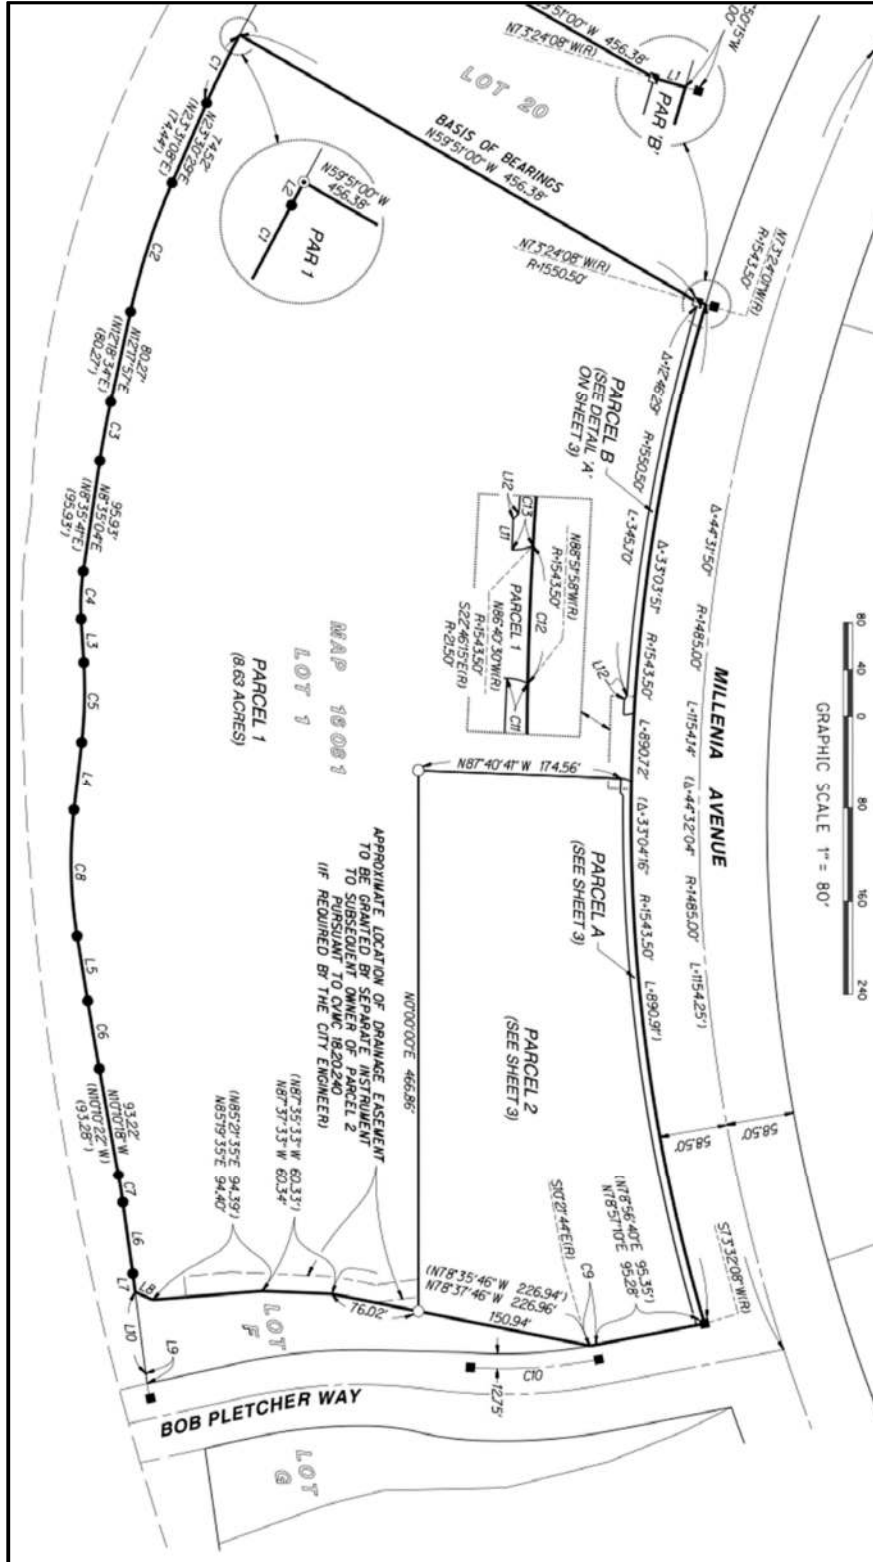 GRAPHIC SCALE 1" = 80'
80 40 0 80 160 240
MILLENIA AVENUE
Δ=44°31'50" R=1485.00' L=1154.14' (Δ=44°32'04" R=1485.00' L=1154.25')
Δ=33°03'51" R=1543.50' L=890.72' (Δ=33°04'16" R=1543.50' L=890.91')
Δ=12°46'29" R=1550.50' L=345.70'
58.50'
58.50'
S73°32'08"W(R)
N73°24'08"W(R)
R=1550.50'
R=1543.50'
N73°24'08"W(R)
N59°51'00" W 456.38'
L1
PAR 'B'
LOT 20
BASIS OF BEARINGS
N59°51'00" W 456.38'
PARCEL B
(SEE DETAIL 'A'
ON SHEET 3)
L12
C13
L11
L12
C12
PARCEL 1
C11
N88°51'58"W(R)
R=1543.50'
N86°40'30"W(R)
R=1543.50'
S22°46'15"E(R)
R=21.50'
PARCEL A
(SEE SHEET 3)
PARCEL 2
(SEE SHEET 3)
N87°40'41" W 174.56'
N0°00'00"E 466.86'
(N78°56'40"E 95.35')
N78°57'10"E 95.28'
C9
S10°21'44"E(R)
(N78°35'46" W 226.94')
N78°37'46" W 226.96'
150.94'
76.02'
C10
12.75'
MAP 16081
LOT 1
PARCEL 1
(8.63 ACRES)
APPROXIMATE LOCATION OF DRAINAGE EASEMENT
TO BE GRANTED BY SEPARATE INSTRUMENT
TO SUBSEQUENT OWNER OF PARCEL 2
PURSUANT TO CVMC 18.20.240
(IF REQUIRED BY THE CITY ENGINEER)
(N87°35'33" W 60.33')
N87°37'33" W 60.34'
(N85°21'35"E 94.39')
N85°19'35"E 94.40'
N59°51'00" W
456.38'
L2
C1
PAR 1
C1
74.52'
N23°30'29"E
(N23°31'08"E)
(74.44')
C2
80.27'
N12°17'57"E
(N12°18'34"E)
(80.27')
C3
95.93'
N8°35'04"E
(N8°35'41"E)
(95.93')
C4
L3
C5
L4
C8
L5
C6
93.22'
N10°10'18"W
(N10°10'22"W)
(93.28')
C7
L6
L7
L8
L9
L10
LOT
F
BOB PLETCHER WAY
LOT
G